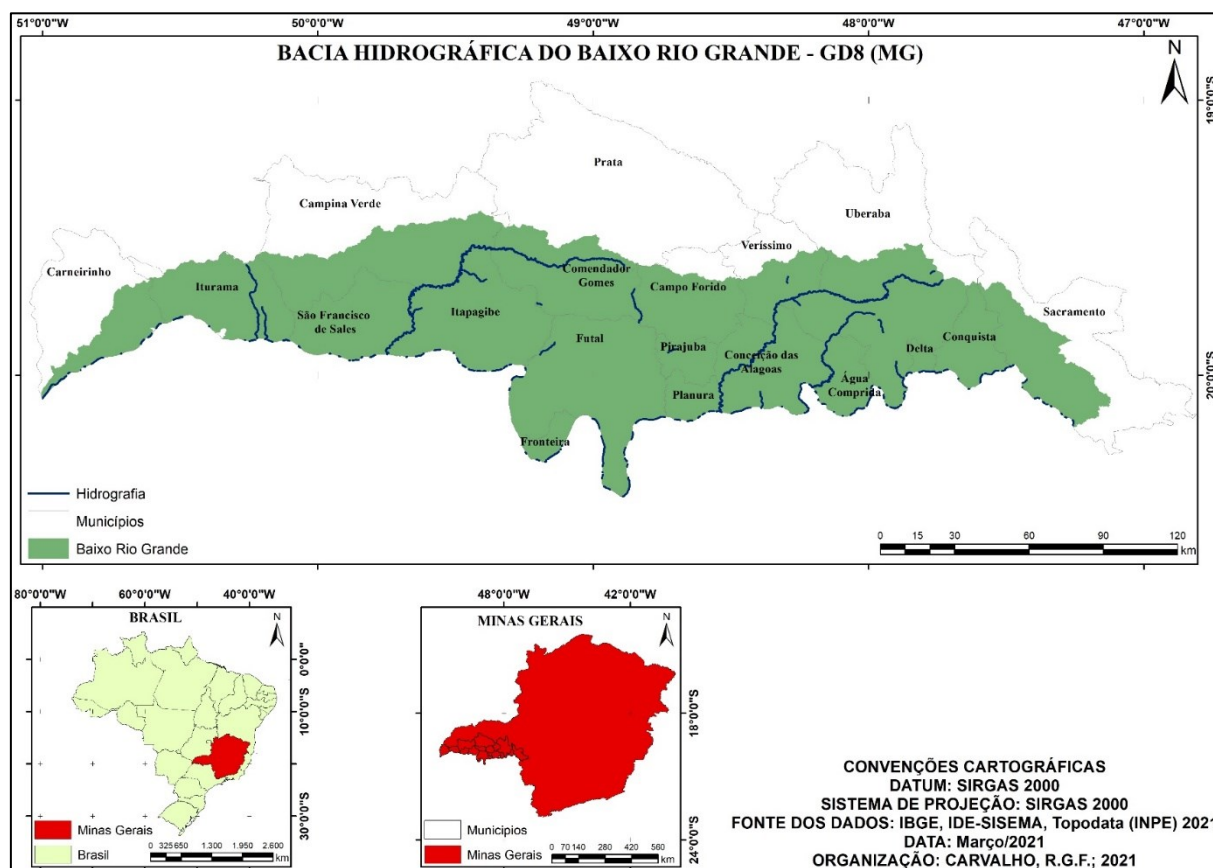 51°0'0"W 50°0'0"W 49°0'0"W 48°0'0"W 47°0'0"W
BACIA HIDROGRÁFICA DO BAIXO RIO GRANDE - GD8 (MG)
N
19°0'0"S
Prata
Campina Verde
Uberaba
Veríssimo
Carneirinho
Comendador
Gomes
Iturama
Campo Forido
São Francisco
de Sales
Itapagibe
Sacramento
Futal
Pirajuba
Conceição das
Alagoas
Delta
Conquista
20°0'0"S
Planura
Água
Comprida
Fronteira
Hidrografia
Municípios
Baixo Rio Grande
0 15 30 60 90 120
km
80°0'0"W 60°0'0"W 40°0'0"W
BRASIL
N
0°0'0"
10°0'0"S
30°0'0"S
Minas Gerais
Brasil
0 325650 1.300 1.950 2.600
km
48°0'0"W 42°0'0"W
MINAS GERAIS
N
18°0'0"S
24°0'0"S
Municipios
Minas Gerais
0 70 140 280 420 560
km
CONVENÇÕES CARTOGRÁFICAS
DATUM: SIRGAS 2000
SISTEMA DE PROJEÇÃO: SIRGAS 2000
FONTE DOS DADOS: IBGE, IDE-SISEMA, Topodata (INPE) 2021
DATA: Março/2021
ORGANIZAÇÃO: CARVALHO, R.G.F.; 2021